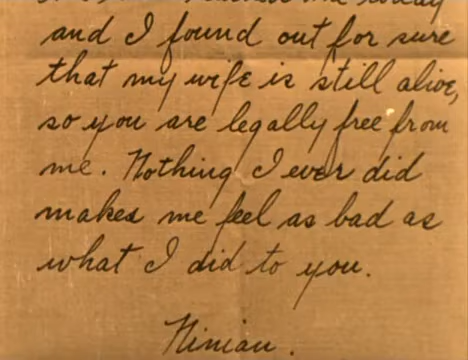 and I found out for sure
that my wife is still alive,
so you are legally free from
me. Nothing I ever did
makes me feel as bad as
what I did to you.
Ninian.